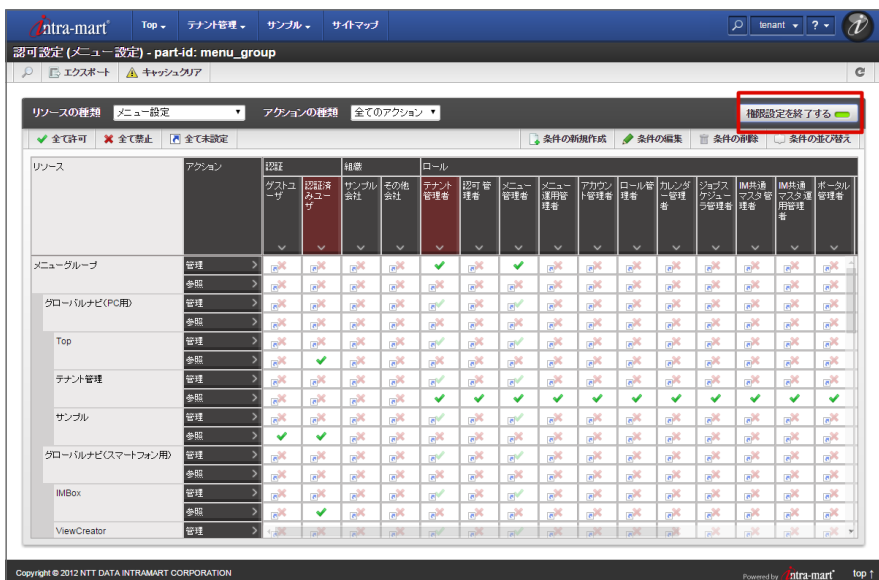 intra-mart Top テナント管理 サンプル サイトマップ tenant ?
認可設定 (メニュー設定) - part-id: menu_group
エクスポート キャッシュクリア
リソースの種類 メニュー設定 アクションの種類 全てのアクション 権限設定を終了する
全て許可 全て禁止 全て未設定 条件の新規作成 条件の編集 条件の削除 条件の並び替え
リソース アクション 認証 組織 ロール
ゲストユーザ 認証済みユーザ サンプル会社 その他会社 テナント管理者 認可管理者 メニュー管理者 メニュー運用管理者 アカウント管理者 ロール管理者 カレンダー管理者 ジョブスケジューラ管理者 IM共通マスタ管理者 IM共通マスタ運用管理者 ポータル管理者
メニューグループ 管理
参照
グローバルナビ(PC用) 管理
参照
Top 管理
参照
テナント管理 管理
参照
サンプル 管理
参照
グローバルナビ(スマートフォン用) 管理
参照
IMBox 管理
参照
ViewCreator 管理
Copyright © 2012 NTT DATA INTRAMART CORPORATION Powered by intra-mart top ↑